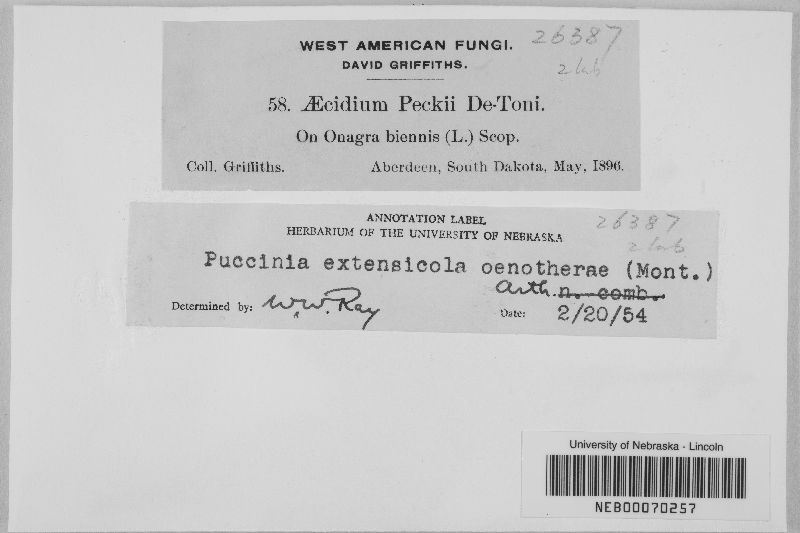 WEST AMERICAN FUNGI. 26387
DAVID GRIFFITHS. 2 lab
58. Æcidium Peckii De-Toni.
On Onagra biennis (L.) Scop.
Coll. Griffiths. Aberdeen, South Dakota, May, 1896.
ANNOTATION LABEL 26387
HERBARIUM OF THE UNIVERSITY OF NEBRASKA 2 lab
Puccinia extensicola oenotherae (Mont.)
Arth. n. comb.
Determined by: W.W. Ray Date: 2/20/54
University of Nebraska - Lincoln
NEB00070257